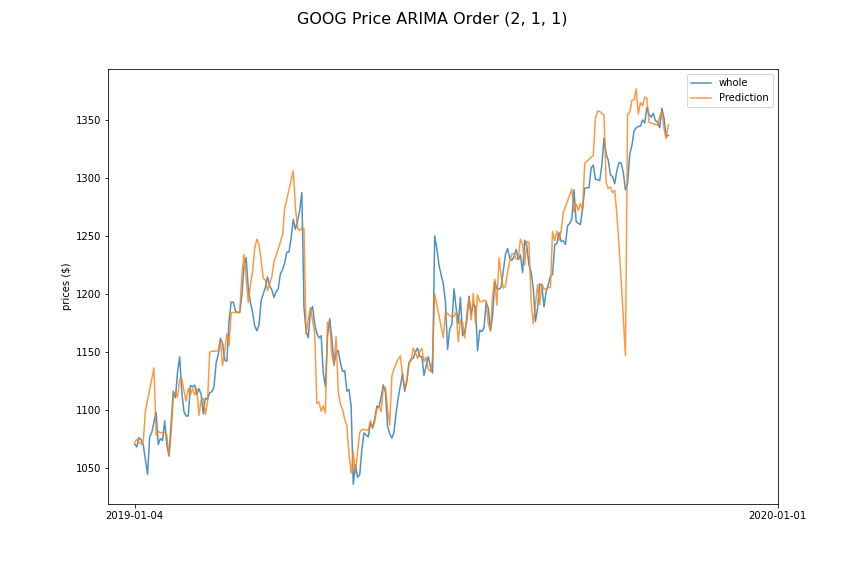 GOOG Price ARIMA Order (2, 1, 1)
whole
Prediction
1350
1300
1250
1200
1150
1100
1050
prices ($)
2019-01-04
2020-01-01